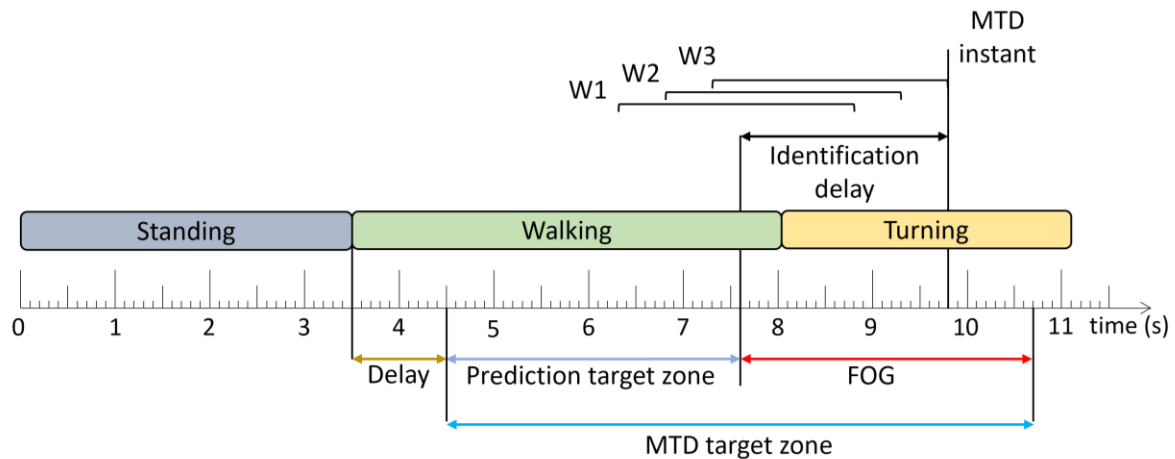 MTD
instant
W3
W2
W1
Identification
delay
Standing
Walking
Turning
0 1 2 3 4 5 6 7 8 9 10 11 time (s)
Delay
Prediction target zone
FOG
MTD target zone